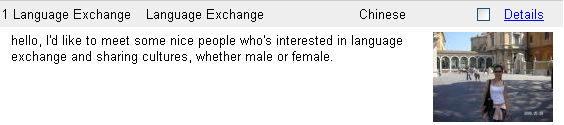 1 Language Exchange Language Exchange Chinese Details
hello, I'd like to meet some nice people who's interested in language
exchange and sharing cultures, whether male or female.